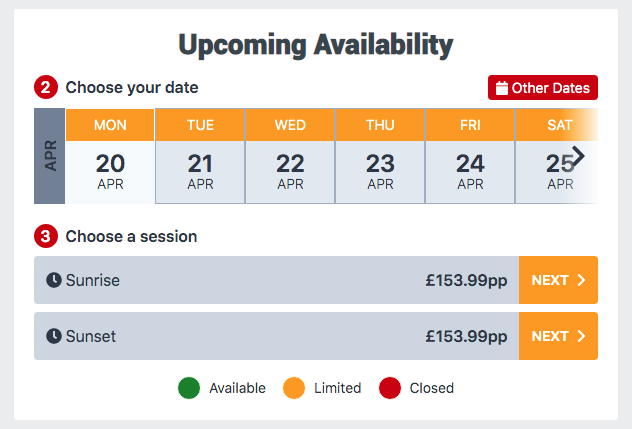 Upcoming Availability
2 Choose your date
Other Dates
APR
MON TUE WED THU FRI SAT
20 21 22 23 24 25
APR APR APR APR APR APR
3 Choose a session
Sunrise £153.99pp NEXT
Sunset £153.99pp NEXT
Available Limited Closed